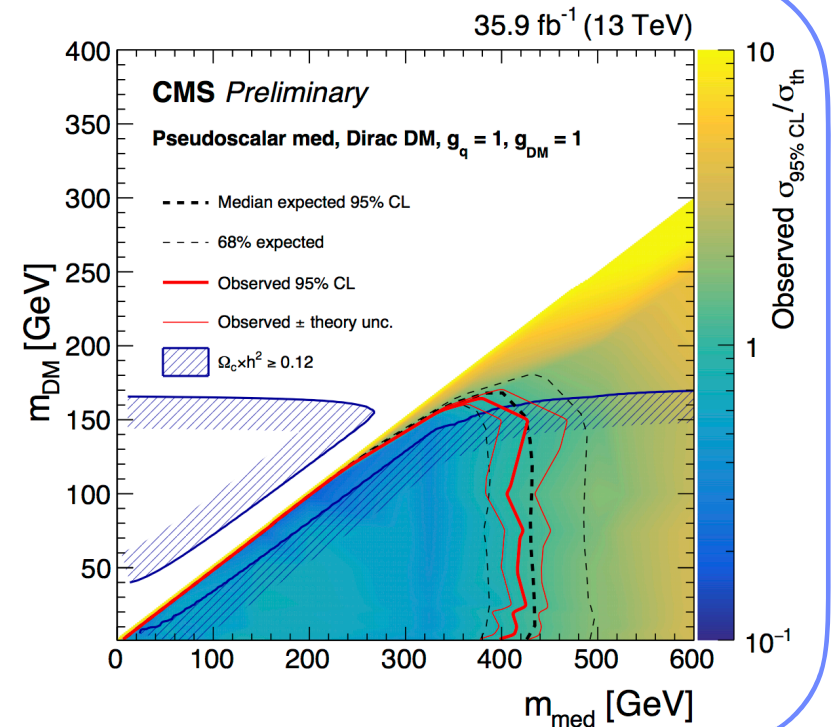 35.9 fb⁻¹ (13 TeV)
CMS Preliminary
Pseudoscalar med, Dirac DM, g_q = 1, g_DM = 1
Median expected 95% CL
68% expected
Observed 95% CL
Observed ± theory unc.
Ω_c×h² ≥ 0.12
m_DM [GeV]
400
350
300
250
200
150
100
50
0 100 200 300 400 500 600
m_med [GeV]
10
1
10⁻¹
Observed σ_95% CL/σ_th